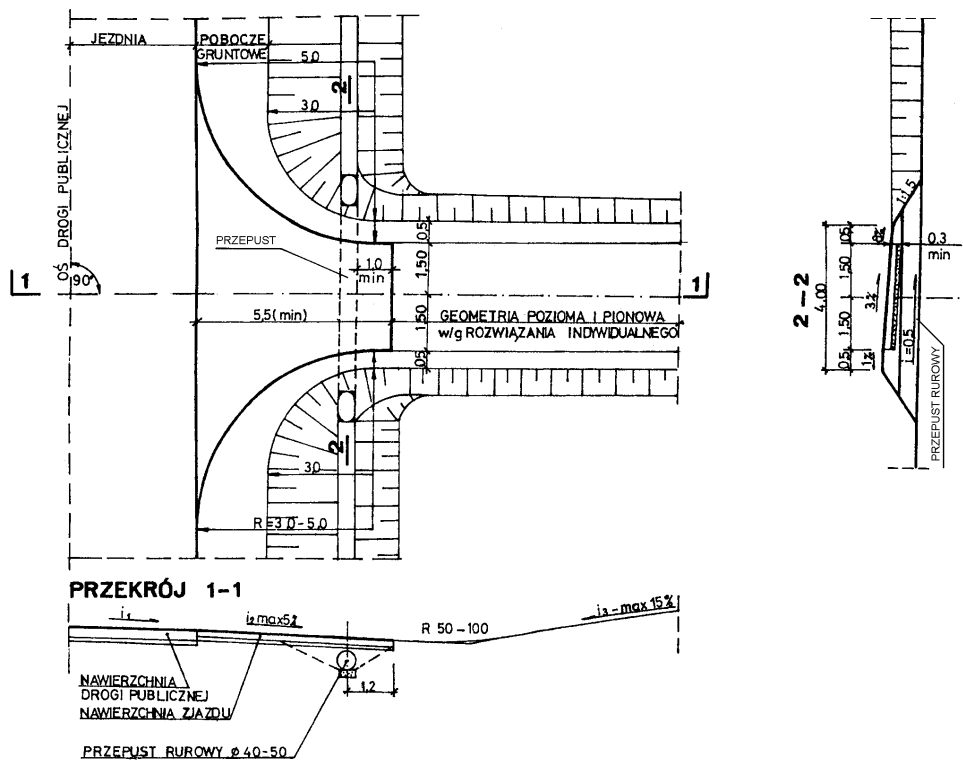 JEZDNIA
POBOCZE
GRUNTOWE
5.0
3.0
2
OŚ DROGI PUBLICZNEJ
90°
1
PRZEPUST
1.0
min
0.5
1.50
1
5,5 (min)
GEOMETRIA POZIOMA I PIONOWA
w/g ROZWIĄZANIA INDYWIDUALNEGO
1.50
0.5
2
3.0
R=3.0-5.0
2-2
4.00
0.5
1.50
1.50
0.5
8%
3%
1%
1:1.5
0.3
min
i=0.5
PRZEPUST RUROWY
PRZEKRÓJ 1-1
i1
i2 max5%
R 50-100
i3 - max 15%
1,2
NAWIERZCHNIA
DROGI PUBLICZNEJ
NAWIERZCHNIA ZJAZDU
PRZEPUST RUROWY ø 40-50